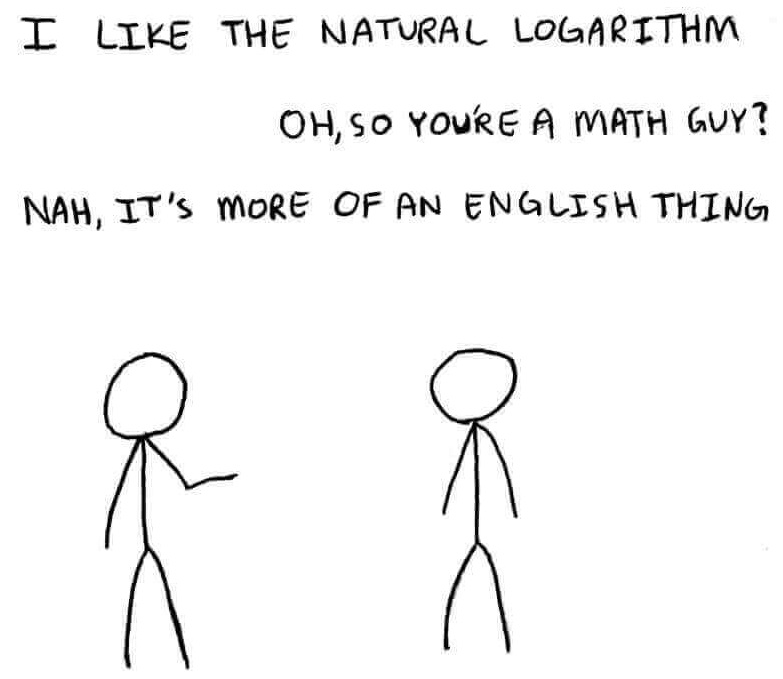 I LIKE THE NATURAL LOGARITHM
OH, SO YOU'RE A MATH GUY?
NAH, IT'S MORE OF AN ENGLISH THING